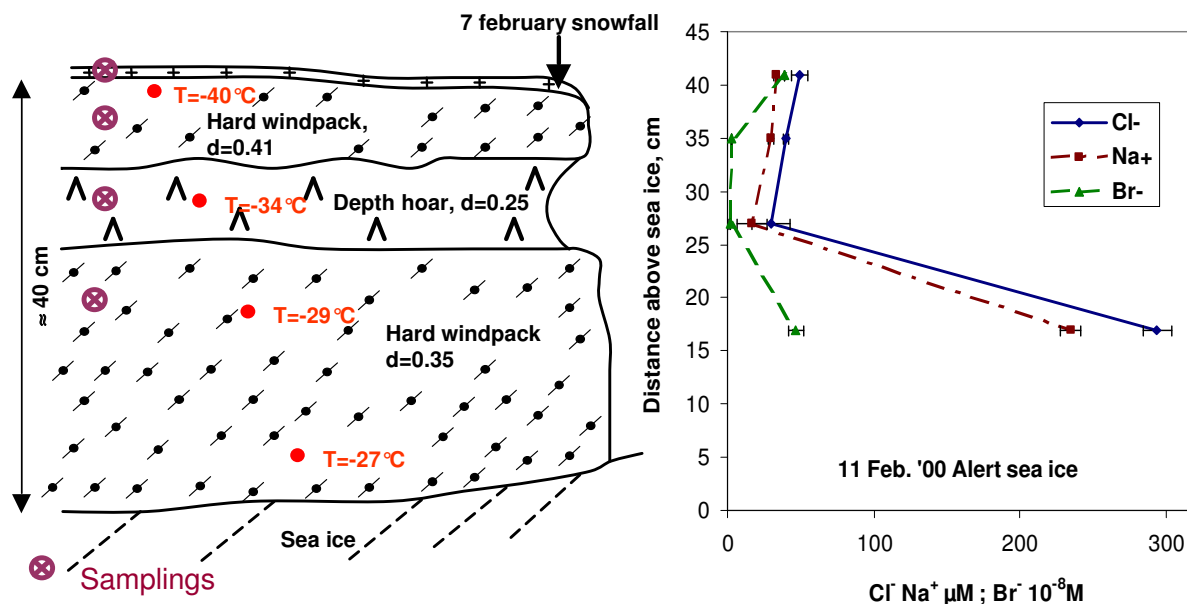 7 february snowfall
T=-40°C
Hard windpack,
d=0.41
T=-34°C
Depth hoar, d=0.25
≈ 40 cm
T=-29°C
Hard windpack
d=0.35
T=-27°C
Sea ice
Samplings
45
40
35
30
25
20
15
10
5
0
Distance above sea ice, cm
Cl-
Na+
Br-
11 Feb. '00 Alert sea ice
0 100 200 300
Cl⁻ Na⁺ µM ; Br⁻ 10⁻⁸M